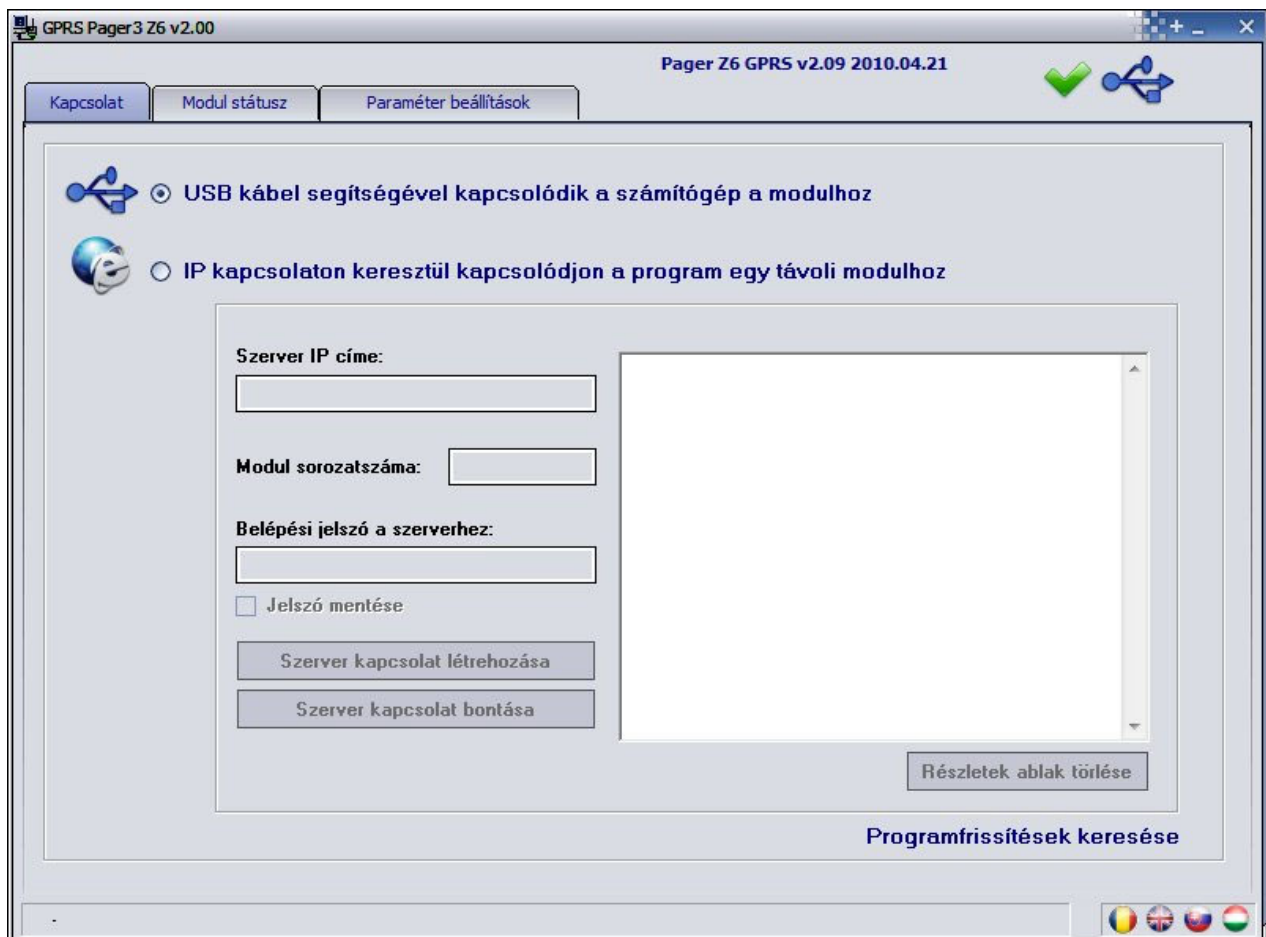 GPRS Pager3 Z6 v2.00
Pager Z6 GPRS v2.09 2010.04.21
Kapcsolat
Modul státusz
Paraméter beállítások
USB kábel segítségével kapcsolódik a számítógép a modulhoz
IP kapcsolaton keresztül kapcsolódjon a program egy távoli modulhoz
Szerver IP címe:
Modul sorozatszáma:
Belépési jelszó a szerverhez:
Jelszó mentése
Szerver kapcsolat létrehozása
Szerver kapcsolat bontása
Részletek ablak törlése
Programfrissítések keresése
-